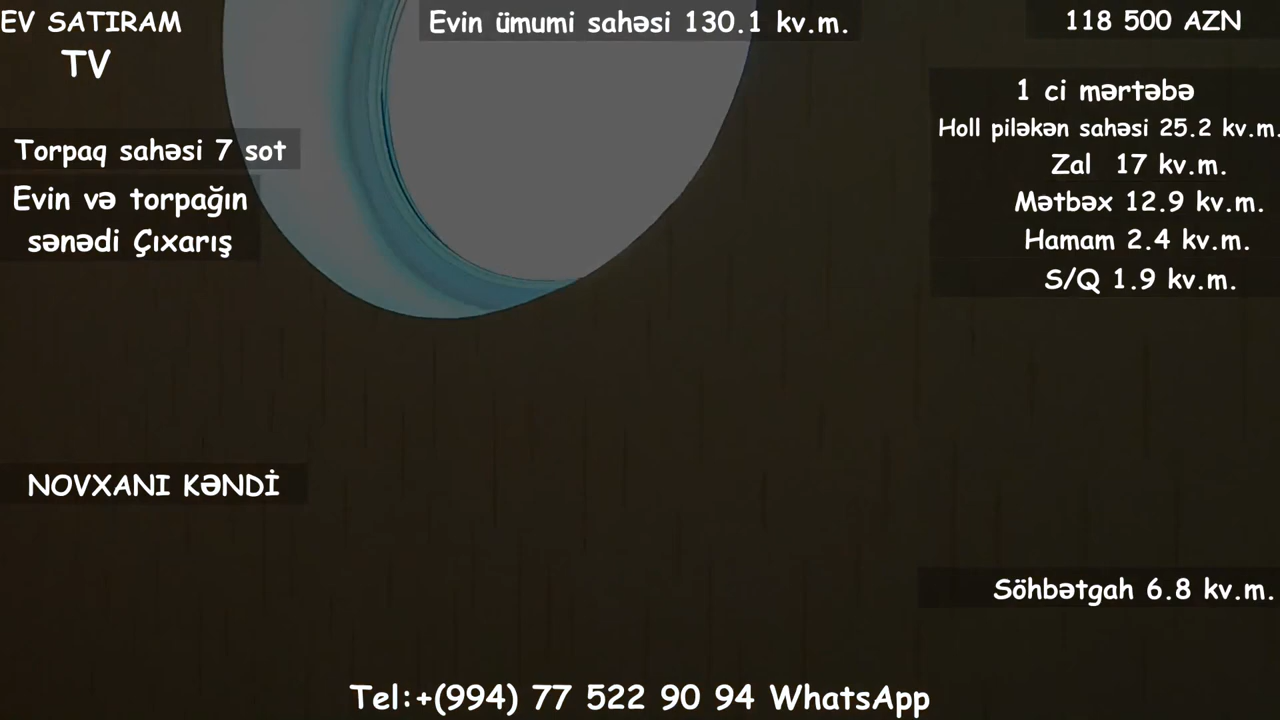 EV SATIRAM
TV
Evin ümumi sahəsi 130.1 kv.m.
118 500 AZN
Torpaq sahəsi 7 sot
Evin və torpağın
sənədi Çıxarış
1 ci mərtəbə
Holl piləkən sahəsi 25.2 kv.m.
Zal 17 kv.m.
Mətbəx 12.9 kv.m.
Hamam 2.4 kv.m.
S/Q 1.9 kv.m.
NOVXANI KƏNDİ
Söhbətgah 6.8 kv.m.
Tel:+(994) 77 522 90 94 WhatsApp